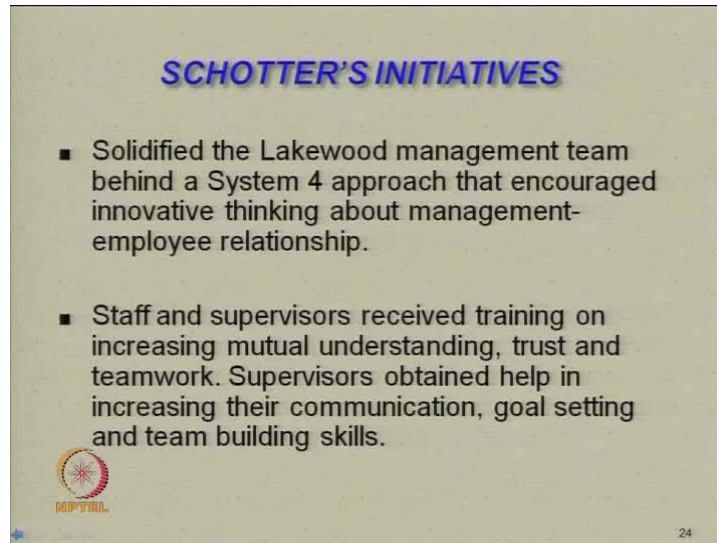 SCHOTTER'S INITIATIVES
■ Solidified the Lakewood management team
behind a System 4 approach that encouraged
innovative thinking about management-
employee relationship.
■ Staff and supervisors received training on
increasing mutual understanding, trust and
teamwork. Supervisors obtained help in
increasing their communication, goal setting
and team building skills.
NPTEL
24